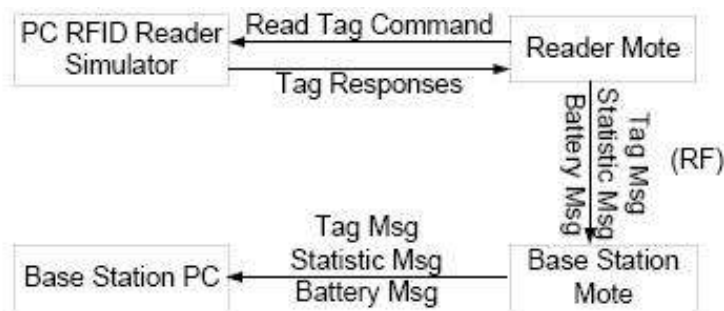 PC RFID Reader
Simulator
Read Tag Command
Tag Responses
Reader Mote
Tag Msg
Statistic Msg
Battery Msg
(RF)
Tag Msg
Statistic Msg
Battery Msg
Base Station PC
Base Station
Mote